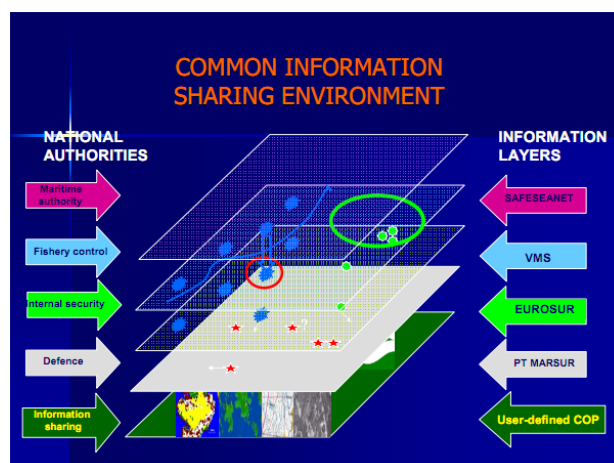 COMMON INFORMATION
SHARING ENVIRONMENT
NATIONAL
AUTHORITIES
INFORMATION
LAYERS
Maritime
authority
SAFESEANET
Fishery control
VMS
Internal security
EUROSUR
Defence
PT MARSUR
Information
sharing
User-defined COP